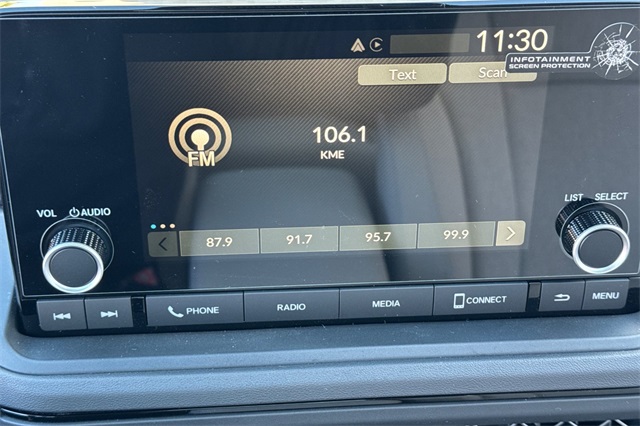 11:30
INFOTAINMENT
SCREEN PROTECTION
Text Scan
FM
106.1
KME
VOL AUDIO
LIST SELECT
87.9 91.7 95.7 99.9
PHONE RADIO MEDIA CONNECT MENU